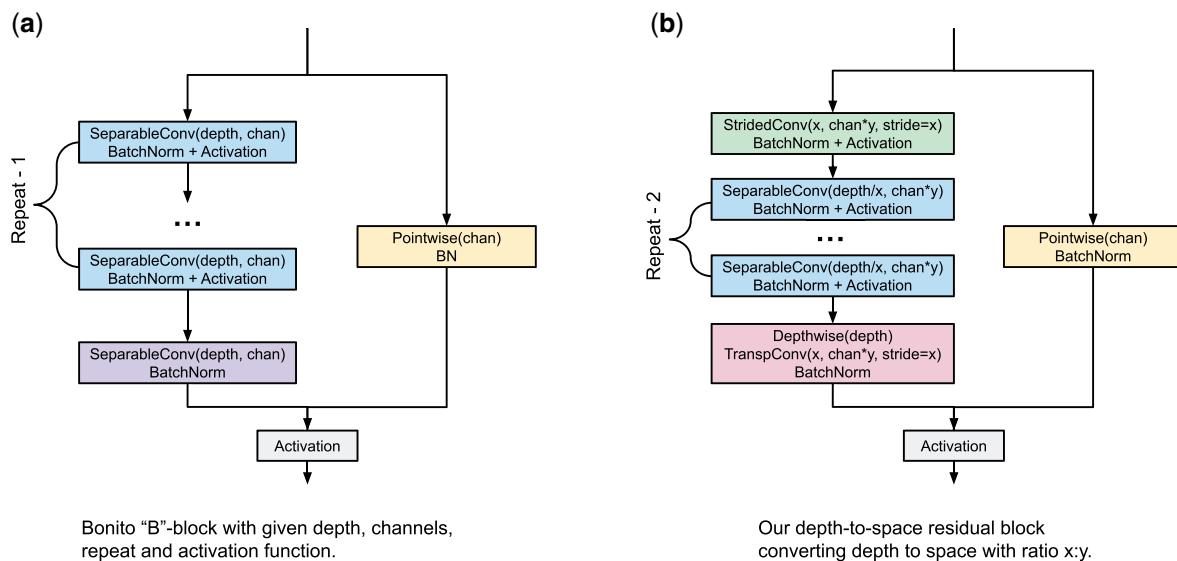 (a)
SeparableConv(depth, chan)
BatchNorm + Activation
Repeat - 1
...
SeparableConv(depth, chan)
BatchNorm + Activation
Pointwise(chan)
BN
SeparableConv(depth, chan)
BatchNorm
Activation
Bonito “B”-block with given depth, channels,
repeat and activation function.
(b)
StridedConv(x, chan*y, stride=x)
BatchNorm + Activation
SeparableConv(depth/x, chan*y)
BatchNorm + Activation
Repeat - 2
...
SeparableConv(depth/x, chan*y)
BatchNorm + Activation
Pointwise(chan)
BatchNorm
Depthwise(depth)
TranspConv(x, chan*y, stride=x)
BatchNorm
Activation
Our depth-to-space residual block
converting depth to space with ratio x:y.